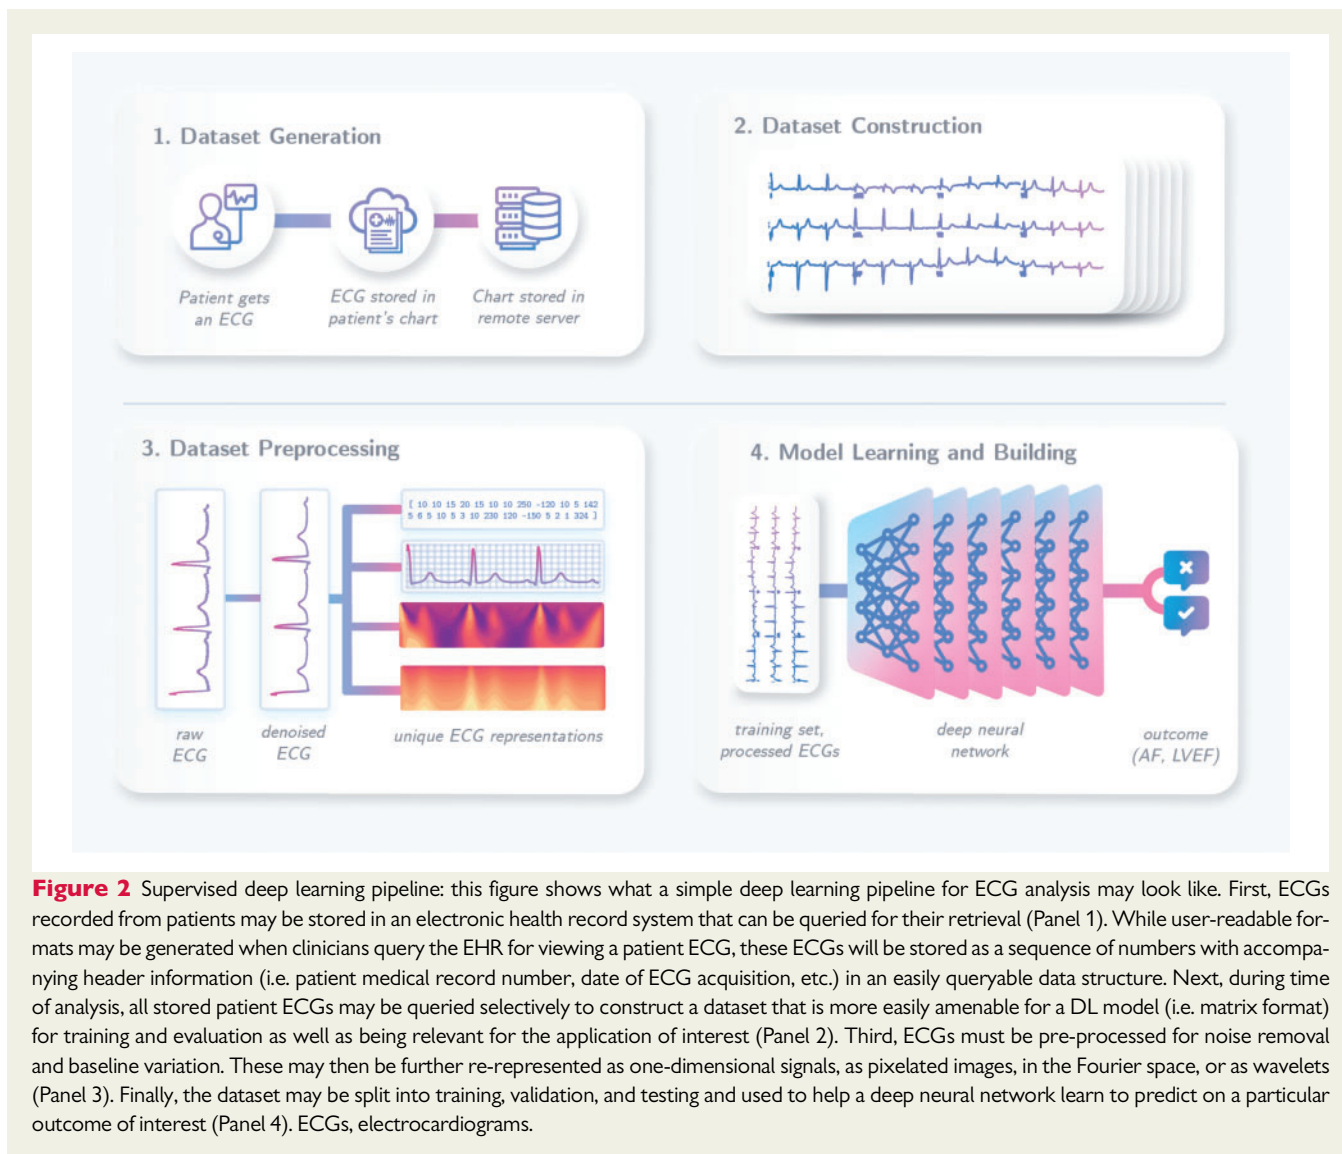 1. Dataset Generation
Patient gets
an ECG
ECG stored in
patient's chart
Chart stored in
remote server
2. Dataset Construction
3. Dataset Preprocessing
[ 10 10 15 20 15 10 10 250 -120 10 5 142
5 6 5 10 5 3 10 230 120 -150 5 2 1 324 ]
raw
ECG
denoised
ECG
unique ECG representations
4. Model Learning and Building
training set,
processed ECGs
deep neural
network
outcome
(AF, LVEF)
Figure 2 Supervised deep learning pipeline: this figure shows what a simple deep learning pipeline for ECG analysis may look like. First, ECGs
recorded from patients may be stored in an electronic health record system that can be queried for their retrieval (Panel 1). While user-readable for-
mats may be generated when clinicians query the EHR for viewing a patient ECG, these ECGs will be stored as a sequence of numbers with accompa-
nying header information (i.e. patient medical record number, date of ECG acquisition, etc.) in an easily queryable data structure. Next, during time
of analysis, all stored patient ECGs may be queried selectively to construct a dataset that is more easily amenable for a DL model (i.e. matrix format)
for training and evaluation as well as being relevant for the application of interest (Panel 2). Third, ECGs must be pre-processed for noise removal
and baseline variation. These may then be further re-represented as one-dimensional signals, as pixelated images, in the Fourier space, or as wavelets
(Panel 3). Finally, the dataset may be split into training, validation, and testing and used to help a deep neural network learn to predict on a particular
outcome of interest (Panel 4). ECGs, electrocardiograms.